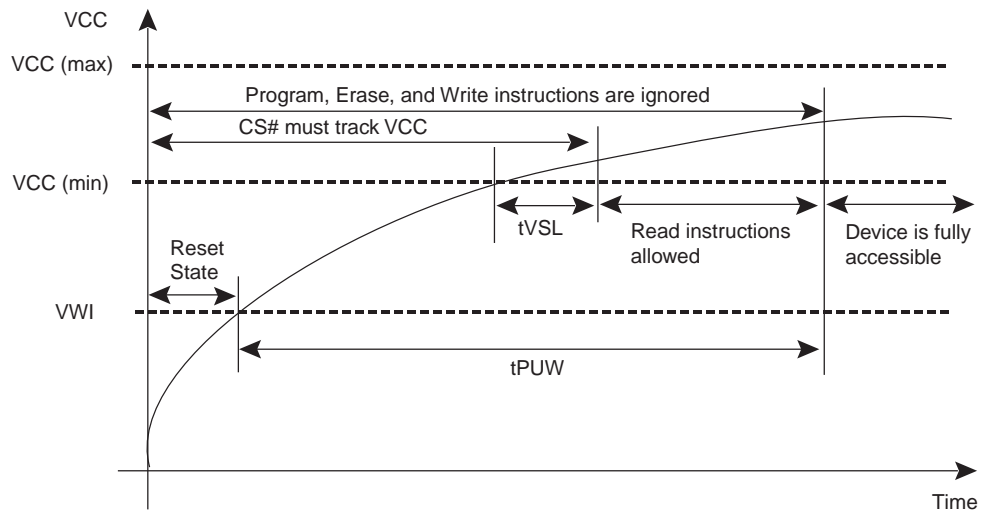 VCC
VCC (max)
Program, Erase, and Write instructions are ignored
CS# must track VCC
VCC (min)
tVSL
Read instructions
allowed
Device is fully
accessible
Reset
State
VWI
tPUW
Time